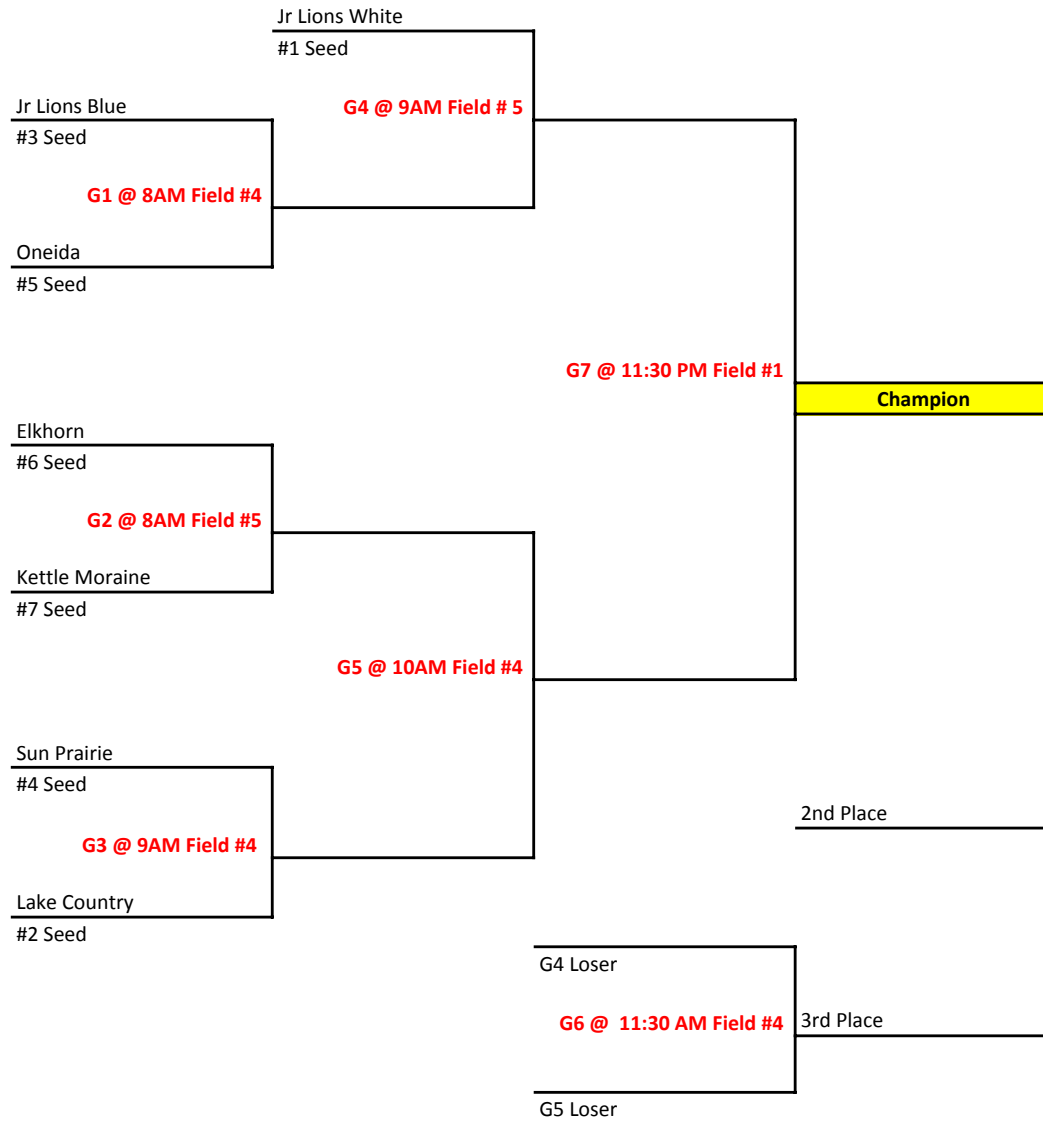 Jr Lions White
#1 Seed
Jr Lions Blue
G4 @ 9AM Field # 5
#3 Seed
G1 @ 8AM Field #4
Oneida
#5 Seed
G7 @ 11:30 PM Field #1
Champion
Elkhorn
#6 Seed
G2 @ 8AM Field #5
Kettle Moraine
#7 Seed
G5 @ 10AM Field #4
Sun Prairie
#4 Seed
2nd Place
G3 @ 9AM Field #4
Lake Country
#2 Seed
G4 Loser
G6 @  11:30 AM Field #4
3rd Place
G5 Loser